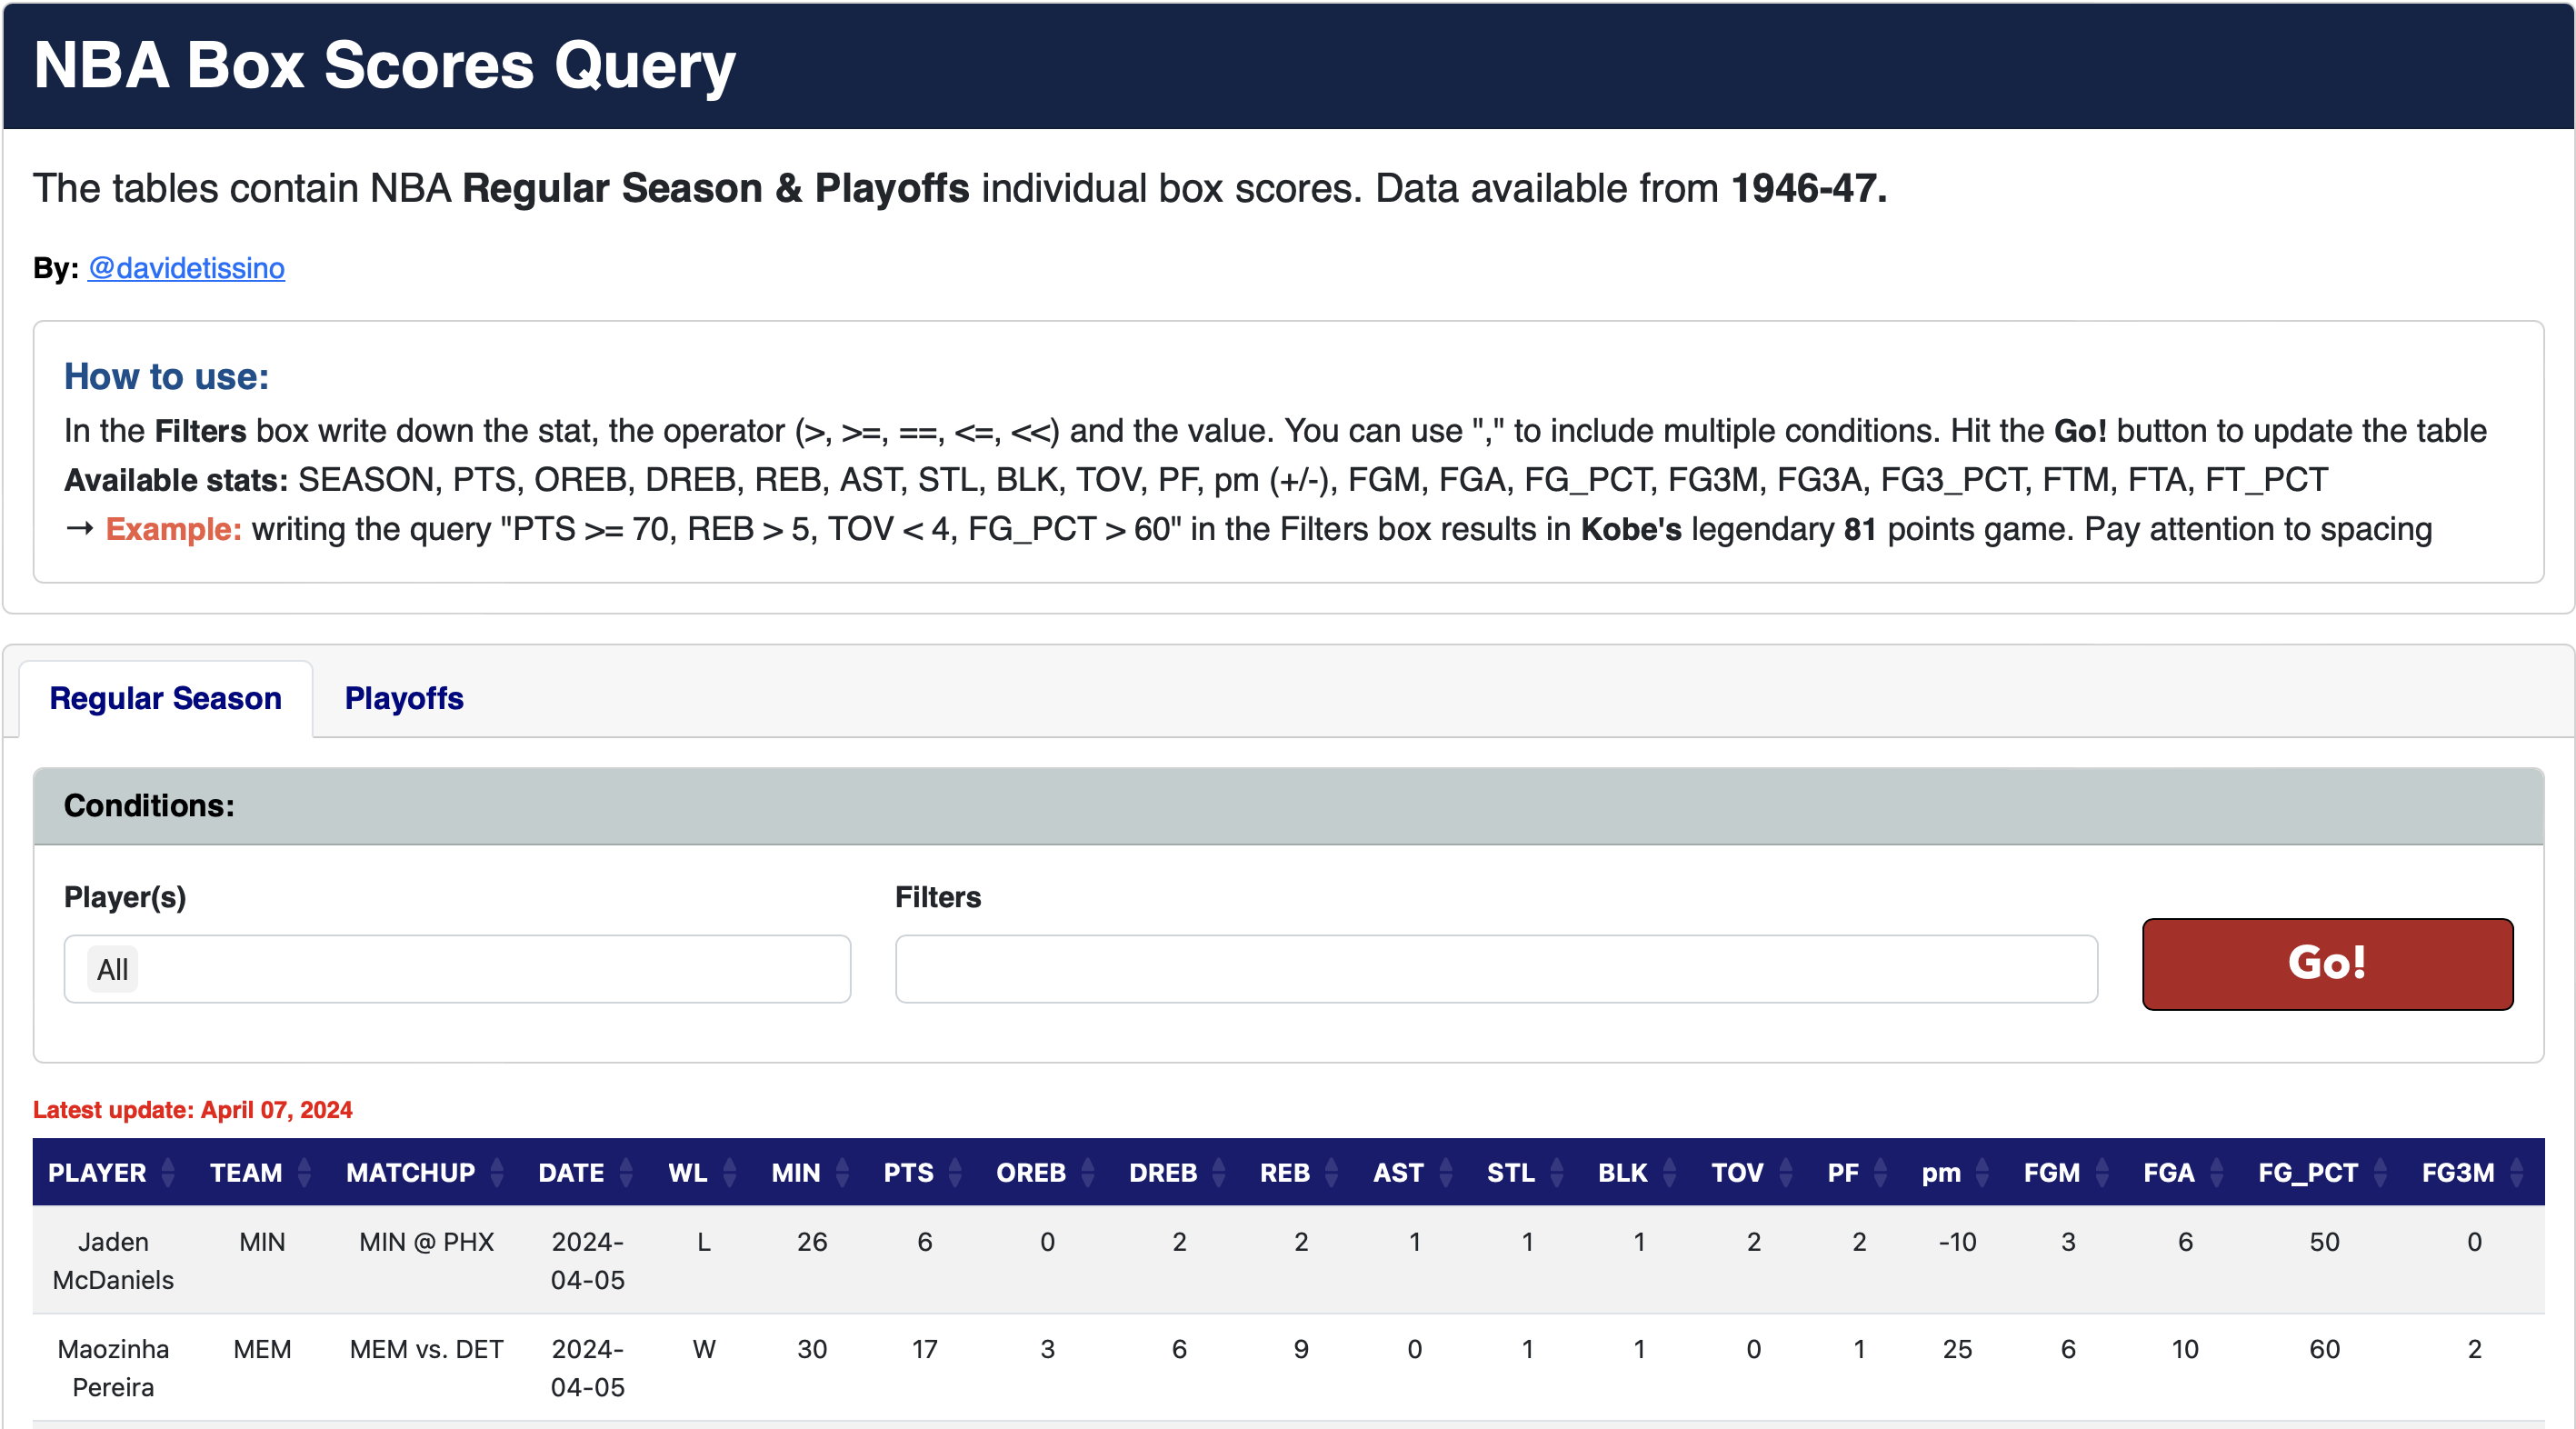 NBA Box Scores Query
The tables contain NBA Regular Season & Playoffs individual box scores. Data available from 1946-47.
By: @davidetissino
How to use:
In the Filters box write down the stat, the operator (>, >=, ==, <=, <<) and the value. You can use "," to include multiple conditions. Hit the Go! button to update the table
Available stats: SEASON, PTS, OREB, DREB, REB, AST, STL, BLK, TOV, PF, pm (+/-), FGM, FGA, FG_PCT, FG3M, FG3A, FG3_PCT, FTM, FTA, FT_PCT
→ Example: writing the query "PTS >= 70, REB > 5, TOV < 4, FG_PCT > 60" in the Filters box results in Kobe's legendary 81 points game. Pay attention to spacing
Regular Season Playoffs
Conditions:
Player(s) Filters
All Go!
Latest update: April 07, 2024
PLAYER TEAM MATCHUP DATE WL MIN PTS OREB DREB REB AST STL BLK TOV PF pm FGM FGA FG_PCT FG3M
Jaden MIN MIN @ PHX 2024- L 26 6 0 2 2 1 1 1 2 2 -10 3 6 50 0
McDaniels 04-05
Maozinha MEM MEM vs. DET 2024- W 30 17 3 6 9 0 1 1 0 1 25 6 10 60 2
Pereira 04-05